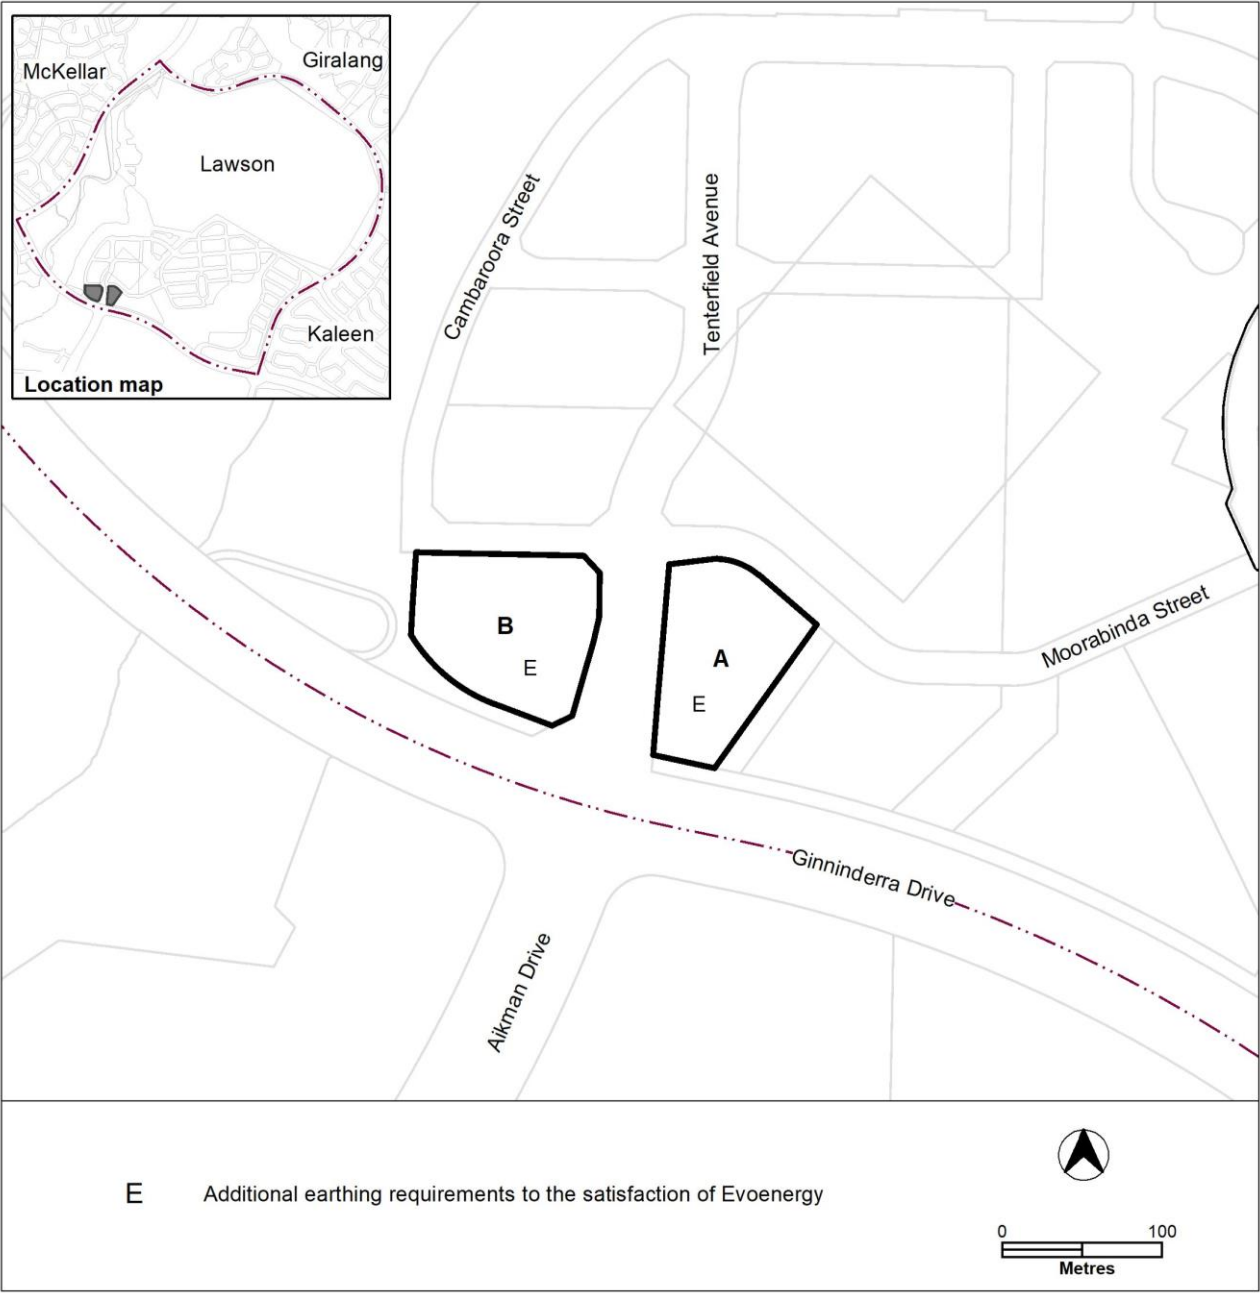 McKellar
Giralang
Lawson
Kaleen
Location map
Cambaroora Street
Tenterfield Avenue
B
E
A
E
Moorabinda Street
Ginninderra Drive
Aikman Drive
E Additional earthing requirements to the satisfaction of Evoenergy
0 100
Metres